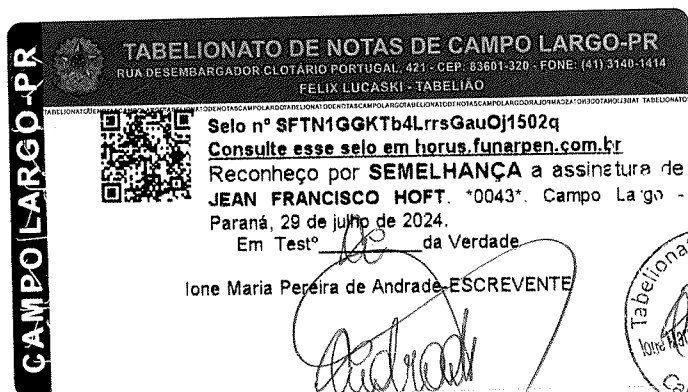 TABELIONATO DE NOTAS DE CAMPO LARGO-PR
RUA DESEMBARGADOR CLOTÁRIO PORTUGAL, 421 - CEP: 83601-320 - FONE: (41) 3140-1414
FELIX LUCASKI - TABELIÃO
CAMPO LARGO-PR
Selo nº SFTN1GGKTb4LrrsGauOj1502q
Consulte esse selo em horus.funarpen.com.br
Reconheço por SEMELHANÇA a assinatura de
JEAN FRANCISCO HOFT. *0043*. Campo Largo -
Paraná, 29 de julho de 2024.
Em Testº da Verdade
Ione Maria Pereira de Andrade-ESCREVENTE
Andrade